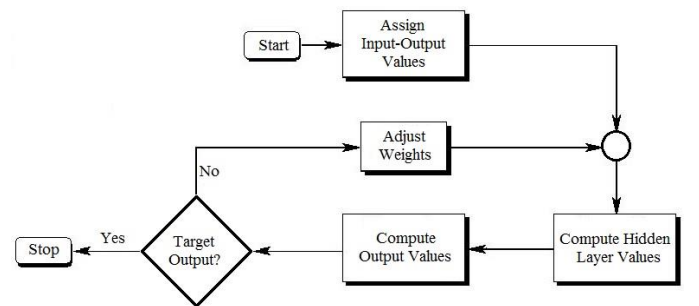 Start
Assign
Input-Output
Values
Adjust
Weights
No
Yes
Stop
Target
Output?
Compute
Output Values
Compute Hidden
Layer Values